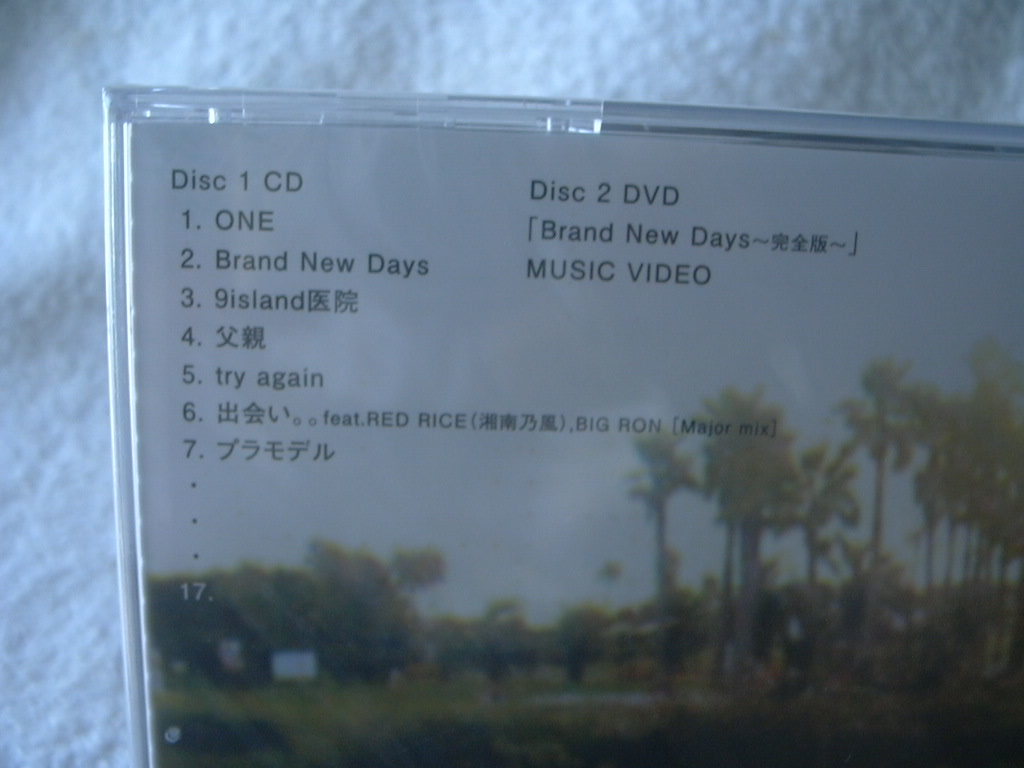 Disc 1 CD
1. ONE
2. Brand New Days
3. 9island医院
4. 父親
5. try again
6. 出会い。。feat.RED RICE(湘南乃風),BIG RON [Major mix]
7. プラモデル
・
・
・
17.
Disc 2 DVD
「Brand New Days〜完全版〜」
MUSIC VIDEO